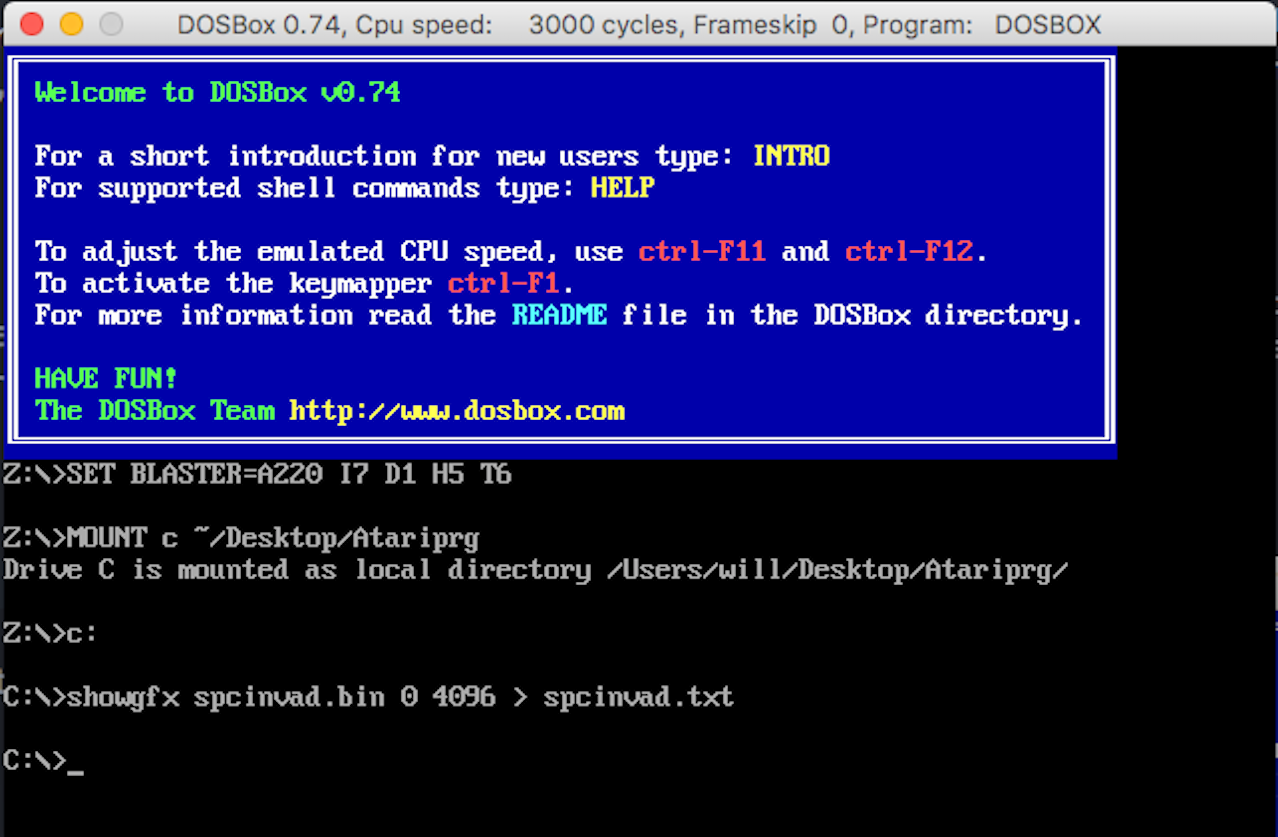 DOSBox 0.74, Cpu speed: 3000 cycles, Frameskip 0, Program: DOSBOX
Welcome to DOSBox v0.74
For a short introduction for new users type: INTRO
For supported shell commands type: HELP
To adjust the emulated CPU speed, use ctrl-F11 and ctrl-F12.
To activate the keymapper ctrl-F1.
For more information read the README file in the DOSBox directory.
HAVE FUN!
The DOSBox Team http://www.dosbox.com
Z:\>SET BLASTER=A220 I7 D1 H5 T6
Z:\>MOUNT c ~/Desktop/Atariprg
Drive C is mounted as local directory /Users/will/Desktop/Atariprg/
Z:\>c:
C:\>showgfx spcinvad.bin 0 4096 > spcinvad.txt
C:\>_